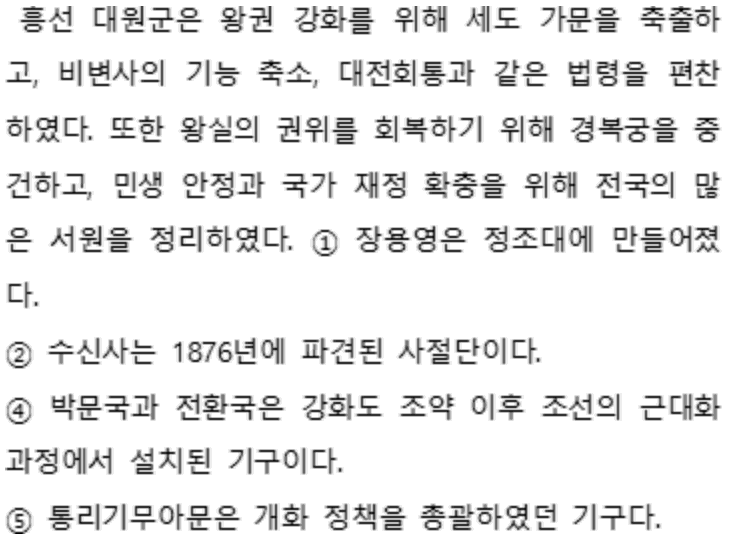 흥선 대원군은 왕권 강화를 위해 세도 가문을 축출하
고, 비변사의 기능 축소, 대전회통과 같은 법령을 편찬
하였다. 또한 왕실의 권위를 회복하기 위해 경복궁을 중
건하고, 민생 안정과 국가 재정 확충을 위해 전국의 많
은 서원을 정리하였다. ① 장용영은 정조대에 만들어졌
다.
② 수신사는 1876년에 파견된 사절단이다.
④ 박문국과 전환국은 강화도 조약 이후 조선의 근대화
과정에서 설치된 기구이다.
⑤ 통리기무아문은 개화 정책을 총괄하였던 기구다.